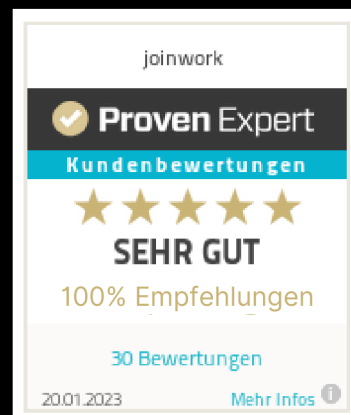 joinwork
Proven Expert
Kundenbewertungen
SEHR GUT
100% Empfehlungen
30 Bewertungen
20.01.2023 Mehr Infos